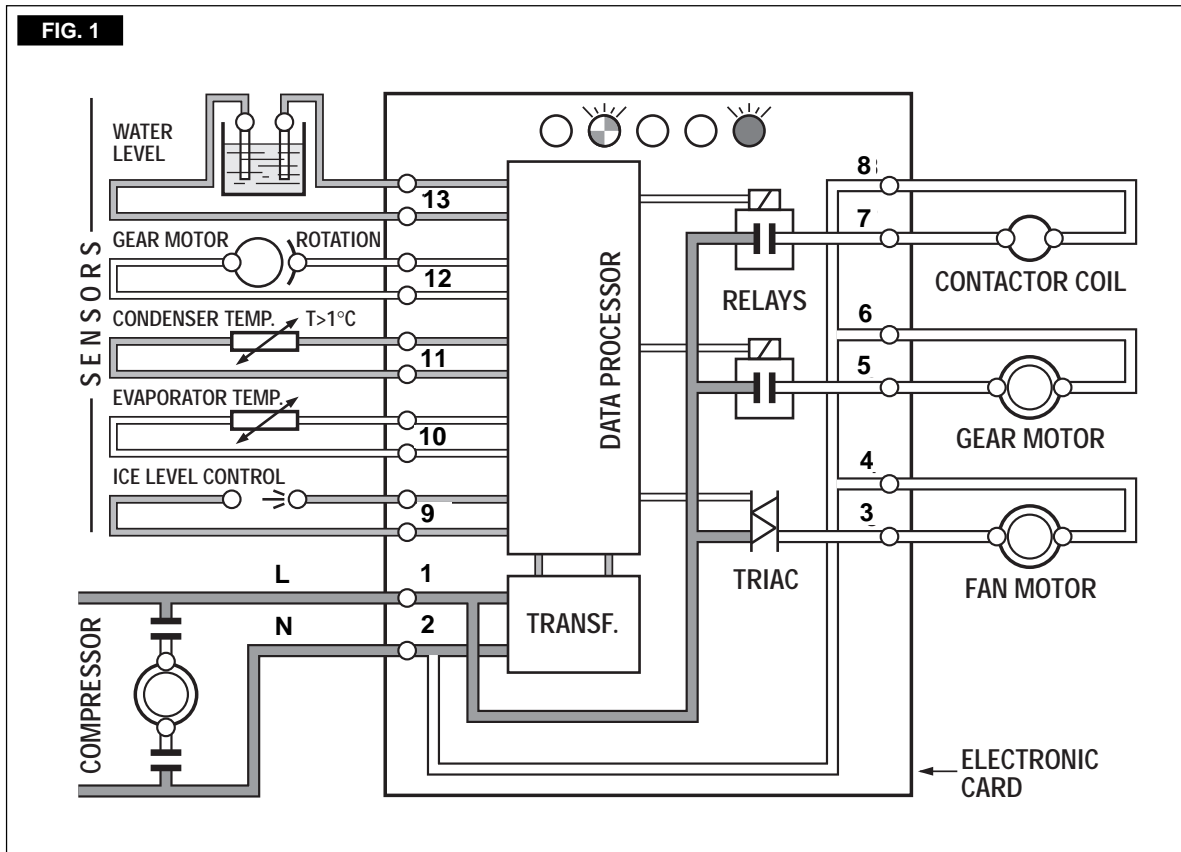 FIG. 1
WATER
LEVEL
13
GEAR MOTOR
ROTATION
12
CONDENSER TEMP.
T>1°C
11
EVAPORATOR TEMP.
10
ICE LEVEL CONTROL
9
SENSORS
L
1
N
2
COMPRESSOR
DATA PROCESSOR
TRANSF.
RELAYS
TRIAC
8
7
CONTACTOR COIL
6
5
GEAR MOTOR
4
3
FAN MOTOR
ELECTRONIC
CARD